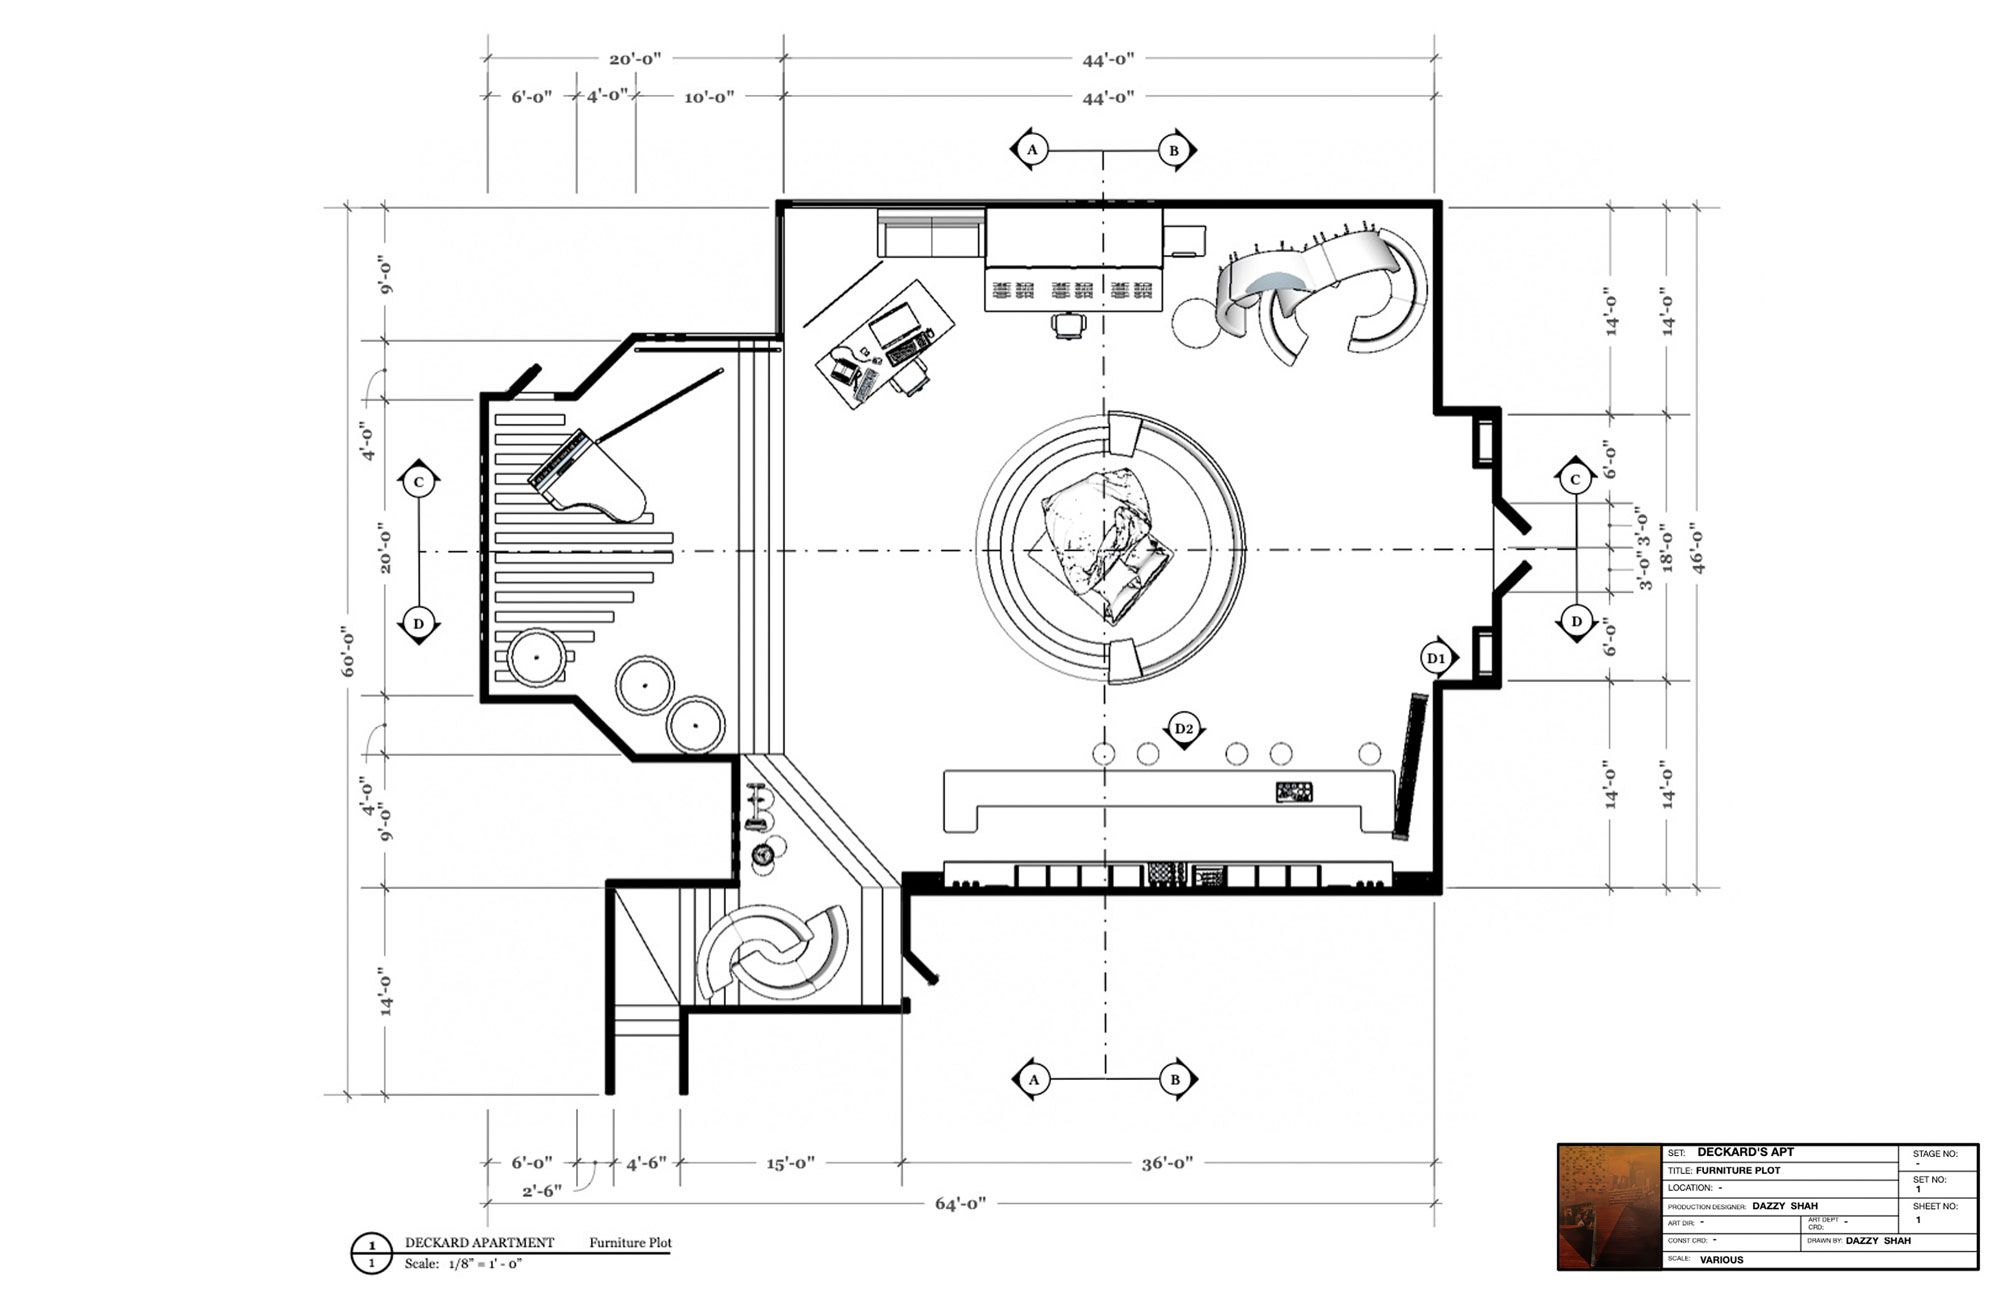 20'-0"
44'-0"
6'-0"
4'-0"
10'-0"
44'-0"
A
B
9'-0"
14'-0"
14'-0"
4'-0"
6'-0"
C
C
20'-0"
3'-0"
3'-0"
18'-0"
46'-0"
D
D
60'-0"
6'-0"
D1
D2
4'-0"
9'-0"
14'-0"
14'-0"
14'-0"
A
B
6'-0"
4'-6"
15'-0"
36'-0"
2'-6"
64'-0"
1
1
DECKARD APARTMENT Furniture Plot
Scale: 1/8" = 1' - 0"
SET: DECKARD'S APT
TITLE: FURNITURE PLOT
LOCATION: -
PRODUCTION DESIGNER: DAZZY SHAH
ART DIR: -
ART DEPT CRD: -
CONST CRD: -
DRAWN BY: DAZZY SHAH
SCALE: VARIOUS
STAGE NO:
-
SET NO:
1
SHEET NO:
1